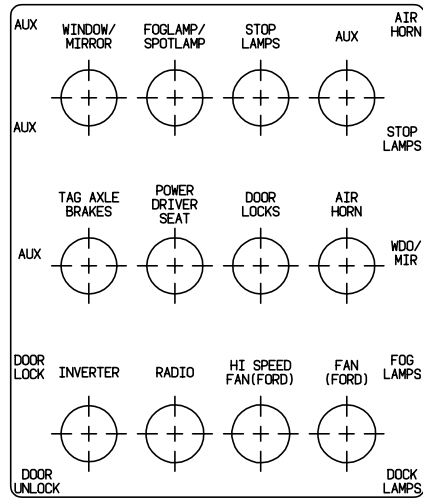 AUX
WINDOW/
MIRROR
FOGLAMP/
SPOTLAMP
STOP
LAMPS
AUX
AIR
HORN
AUX
STOP
LAMPS
TAG AXLE
BRAKES
POWER
DRIVER
SEAT
DOOR
LOCKS
AIR
HORN
AUX
WDO/
MIR
DOOR
LOCK
INVERTER
RADIO
HI SPEED
FAN(FORD)
FAN
(FORD)
FOG
LAMPS
DOOR
UNLOCK
DOCK
LAMPS